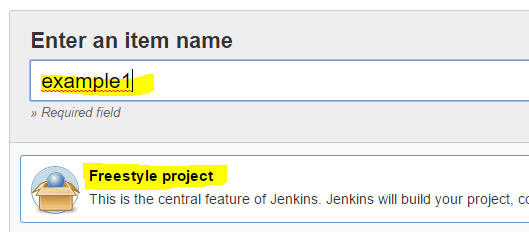 Enter an item name
example1
» Required field
Freestyle project
This is the central feature of Jenkins. Jenkins will build your project,